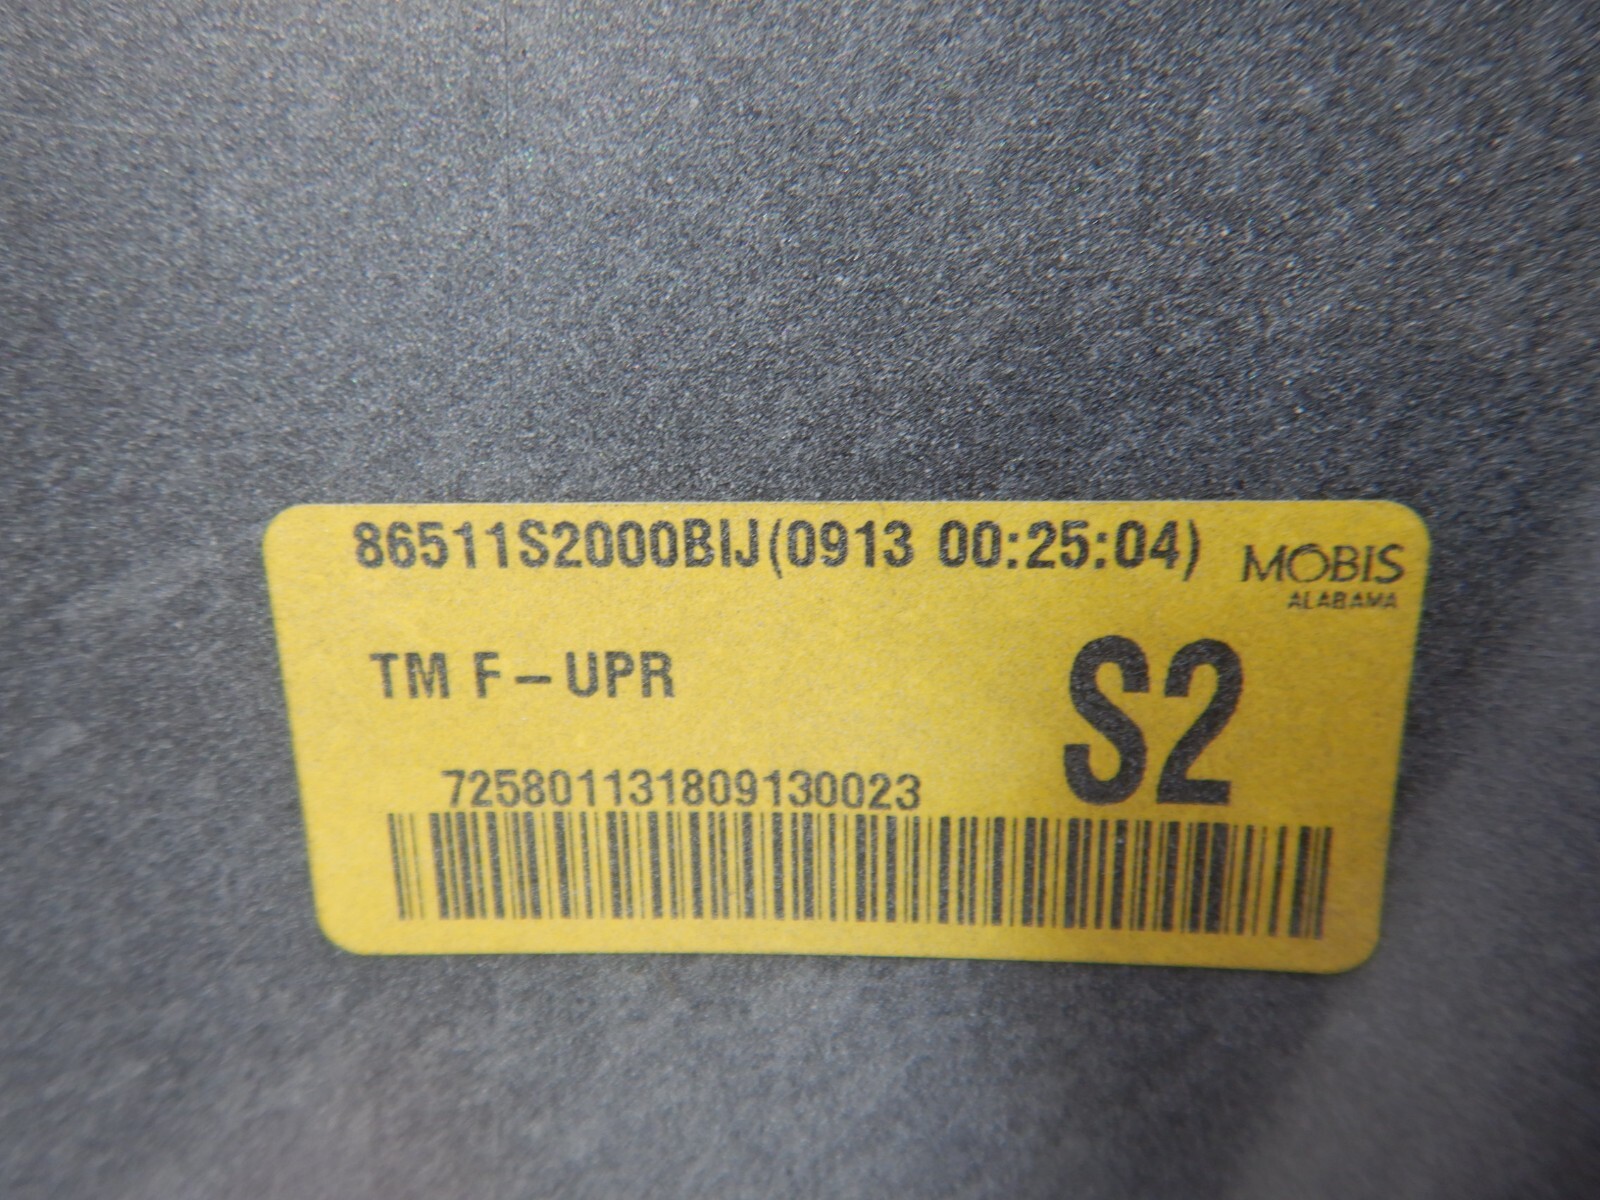 86511S2000BIJ(0913 00:25:04)
MOBIS
ALABAMA
TM F-UPR
S2
725801131809130023